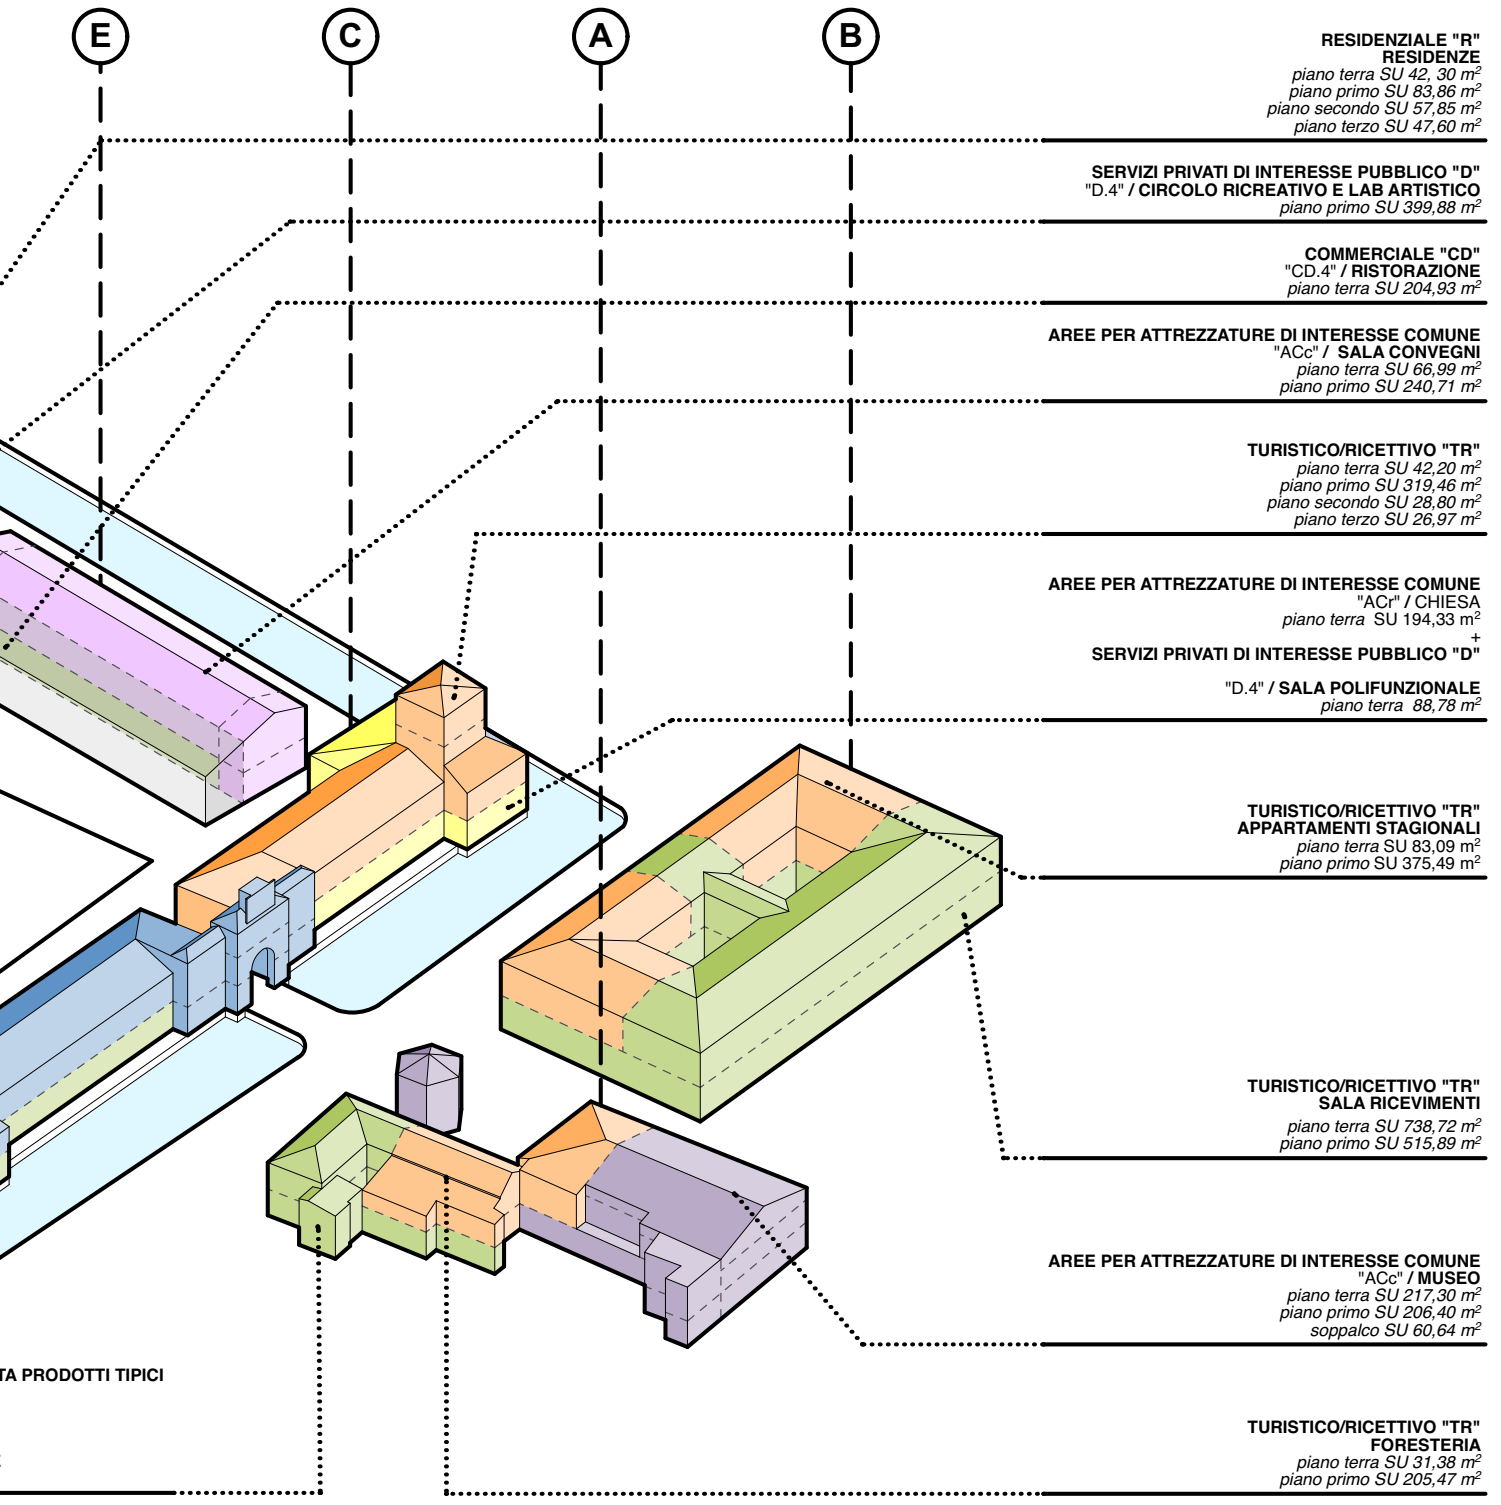 E
C
A
B
RESIDENZIALE "R"
RESIDENZE
piano terra SU 42, 30 m²
piano primo SU 83,86 m²
piano secondo SU 57,85 m²
piano terzo SU 47,60 m²
SERVIZI PRIVATI DI INTERESSE PUBBLICO "D"
"D.4" / CIRCOLO RICREATIVO E LAB ARTISTICO
piano primo SU 399,88 m²
COMMERCIALE "CD"
"CD.4" / RISTORAZIONE
piano terra SU 204,93 m²
AREE PER ATTREZZATURE DI INTERESSE COMUNE
"ACc" / SALA CONVEGNI
piano terra SU 66,99 m²
piano primo SU 240,71 m²
TURISTICO/RICETTIVO "TR"
piano terra SU 42,20 m²
piano primo SU 319,46 m²
piano secondo SU 28,80 m²
piano terzo SU 26,97 m²
AREE PER ATTREZZATURE DI INTERESSE COMUNE
"ACr" / CHIESA
piano terra SU 194,33 m²
+
SERVIZI PRIVATI DI INTERESSE PUBBLICO "D"
"D.4" / SALA POLIFUNZIONALE
piano terra 88,78 m²
TURISTICO/RICETTIVO "TR"
APPARTAMENTI STAGIONALI
piano terra SU 83,09 m²
piano primo SU 375,49 m²
TURISTICO/RICETTIVO "TR"
SALA RICEVIMENTI
piano terra SU 738,72 m²
piano primo SU 515,89 m²
AREE PER ATTREZZATURE DI INTERESSE COMUNE
"ACc" / MUSEO
piano terra SU 217,30 m²
piano primo SU 206,40 m²
soppalco SU 60,64 m²
TA PRODOTTI TIPICI
TURISTICO/RICETTIVO "TR"
FORESTERIA
piano terra SU 31,38 m²
piano primo SU 205,47 m²